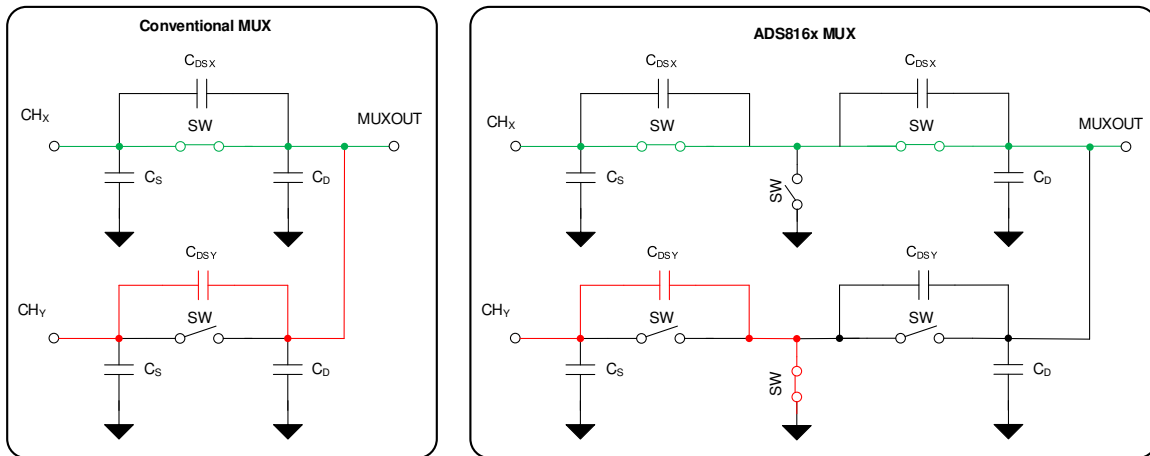 Conventional MUX
C_DSX
CH_X
SW
MUXOUT
C_S
C_D
C_DSY
CH_Y
SW
C_S
C_D
ADS816x MUX
C_DSX
C_DSX
CH_X
SW
SW
MUXOUT
C_S
SW
C_D
C_DSY
C_DSY
CH_Y
SW
SW
C_S
SW
C_D